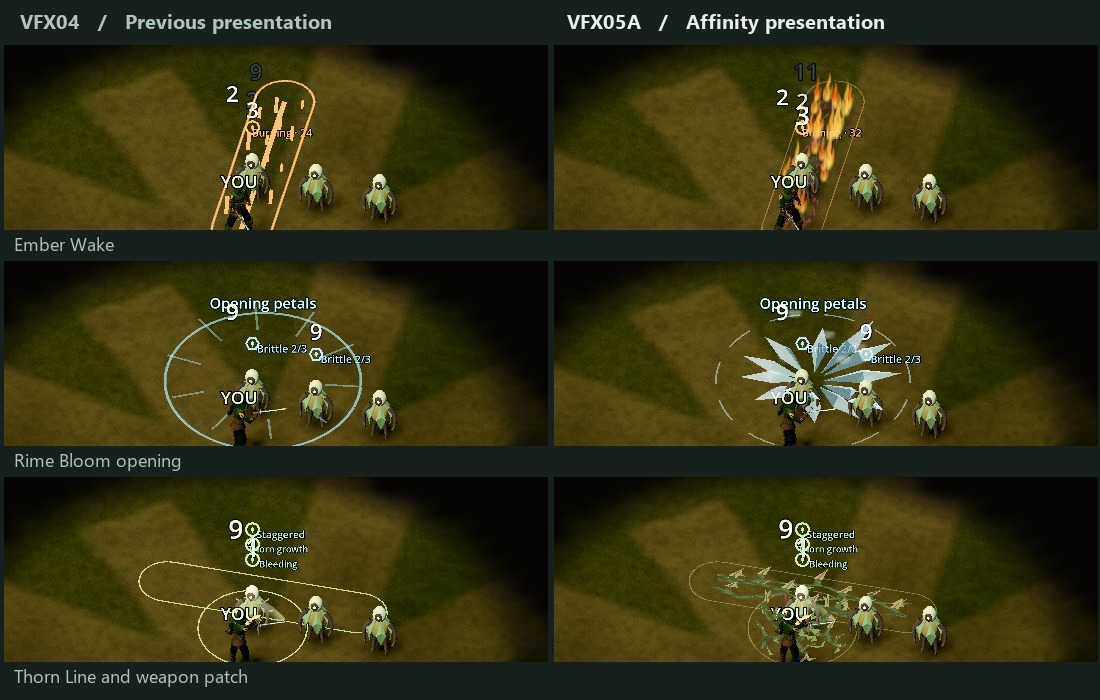 VFX04 / Previous presentation
VFX05A / Affinity presentation
9
2
3
Burning · 24
YOU
11
2 2
3
Burning · 32
YOU
Ember Wake
Opening petals
9
9
Brittle 2/3
Brittle 2/3
YOU
Opening petals
9
9
Brittle 2/3
Brittle 2/3
YOU
Rime Bloom opening
9
Staggered
Thorn growth
Bleeding
YOU
9
Staggered
Thorn growth
Bleeding
YOU
Thorn Line and weapon patch